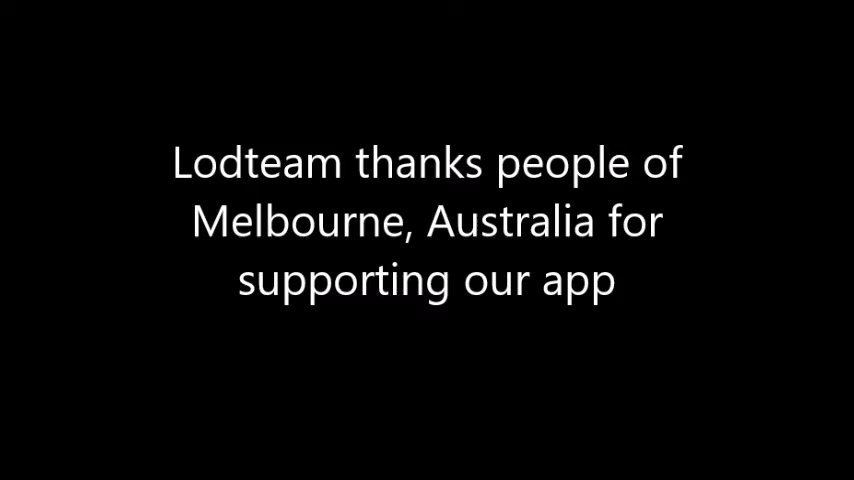 Lodteam thanks people of
Melbourne, Australia for
supporting our app